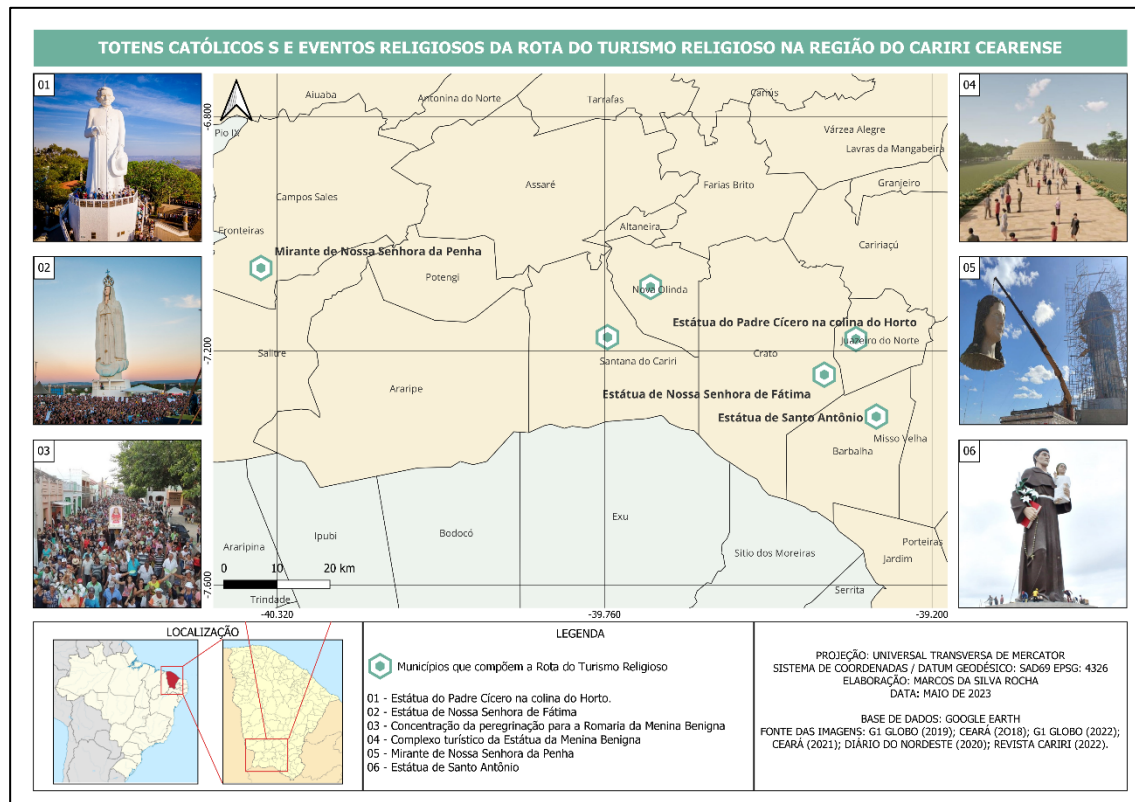 TOTENS CATÓLICOS S E EVENTOS RELIGIOSOS DA ROTA DO TURISMO RELIGIOSO NA REGIÃO DO CARIRI CEARENSE
01
02
03
04
05
06
Aiuaba
Antonina do Norte
Tarrafas
Cariús
-6.800
Pio IX
Várzea Alegre
Lavras da Mangabeira
Assaré
Farias Brito
Granjeiro
Campos Sales
Altaneira
Fronteiras
Caririaçú
Mirante de Nossa Senhora da Penha
Potengi
Nova Olinda
Estátua do Padre Cícero na colina do Horto
Juazeiro do Norte
-7.200
Salitre
Santana do Cariri
Crato
Araripe
Estátua de Nossa Senhora de Fátima
Estátua de Santo Antônio
Misso Velha
Barbalha
Exu
Bodocó
Ipubi
Araripina
Sítio dos Moreiras
Porteiras
Jardim
0 10 20 km
-7.600
Serrita
Trindade
-40.320
-39.760
-39.200
LOCALIZAÇÃO
LEGENDA
Municípios que compõem a Rota do Turismo Religioso
01 - Estátua do Padre Cícero na colina do Horto.
02 - Estátua de Nossa Senhora de Fátima
03 - Concentração da peregrinação para a Romaria da Menina Benigna
04 - Complexo turístico da Estátua da Menina Benigna
05 - Mirante de Nossa Senhora da Penha
06 - Estátua de Santo Antônio
PROJEÇÃO: UNIVERSAL TRANSVERSA DE MERCATOR
SISTEMA DE COORDENADAS / DATUM GEODÉSICO: SAD69 EPSG: 4326
ELABORAÇÃO: MARCOS DA SILVA ROCHA
DATA: MAIO DE 2023
BASE DE DADOS: GOOGLE EARTH
FONTE DAS IMAGENS: G1 GLOBO (2019); CEARÁ (2O18); G1 GLOBO (2022);
CEARÁ (2021); DIÁRIO DO NORDESTE (2020); REVISTA CARIRI (2022).